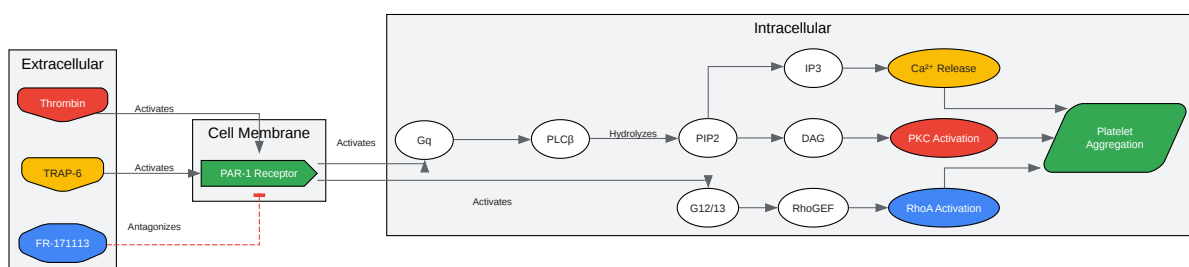 Intracellular
Extracellular
Thrombin
Activates
TRAP-6
Activates
FR-171113
Antagonizes
Cell Membrane
PAR-1 Receptor
Activates
Activates
Gq
PLCβ
Hydrolyzes
PIP2
IP3
Ca²⁺ Release
DAG
PKC Activation
G12/13
RhoGEF
RhoA Activation
Platelet
Aggregation